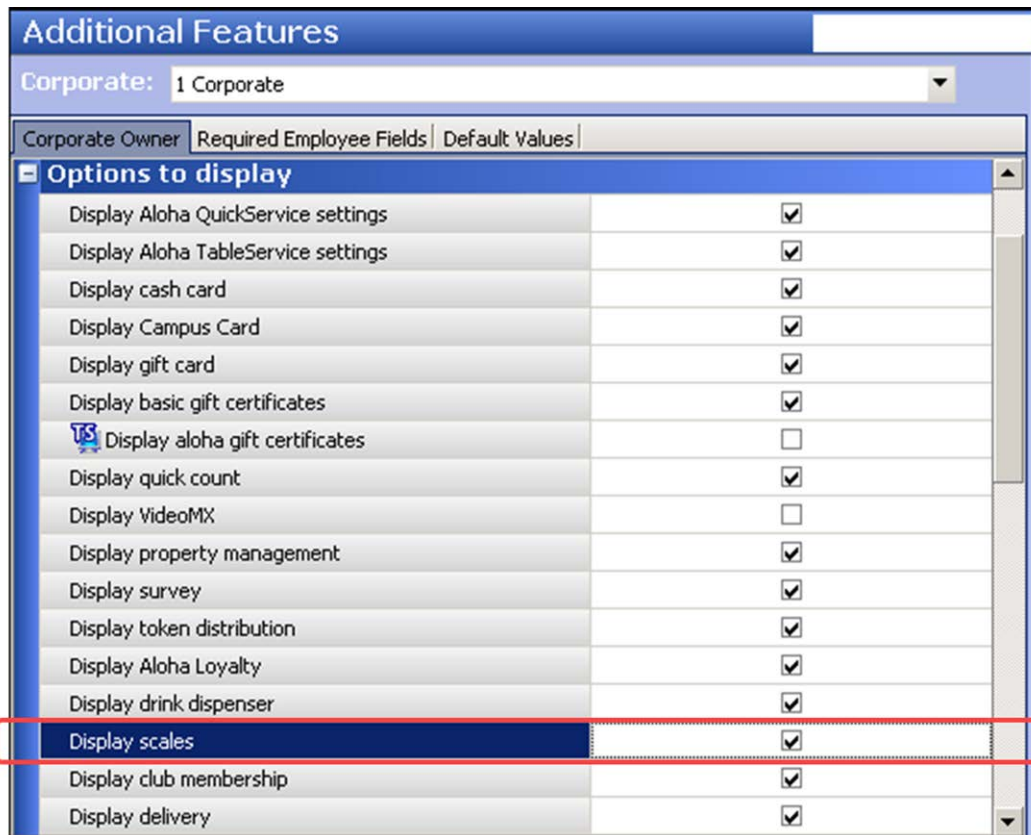 Additional Features
Corporate: 1 Corporate
Corporate Owner Required Employee Fields Default Values
Options to display
Display Aloha QuickService settings
Display Aloha TableService settings
Display cash card
Display Campus Card
Display gift card
Display basic gift certificates
TS Display aloha gift certificates
Display quick count
Display VideoMX
Display property management
Display survey
Display token distribution
Display Aloha Loyalty
Display drink dispenser
Display scales
Display club membership
Display delivery